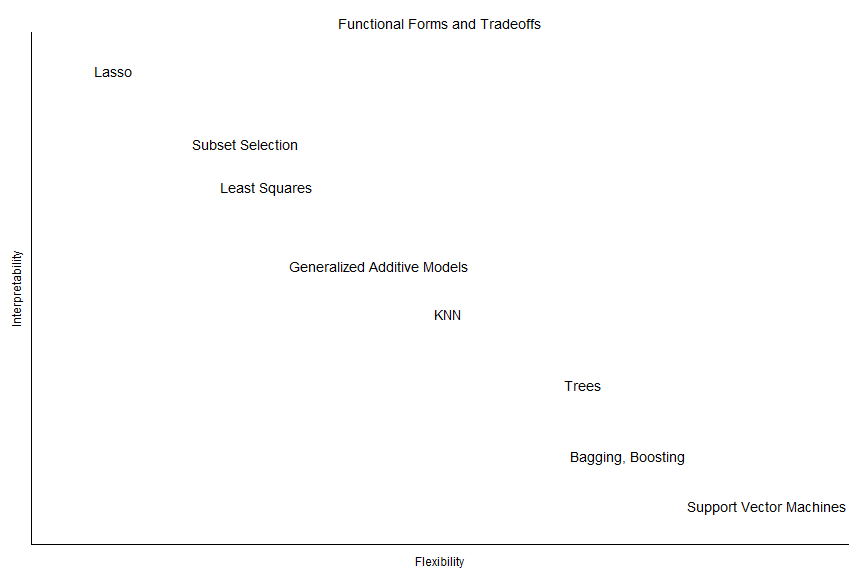 Functional Forms and Tradeoffs
Lasso
Subset Selection
Least Squares
Generalized Additive Models
Interpretability
KNN
Trees
Bagging, Boosting
Support Vector Machines
Flexibility